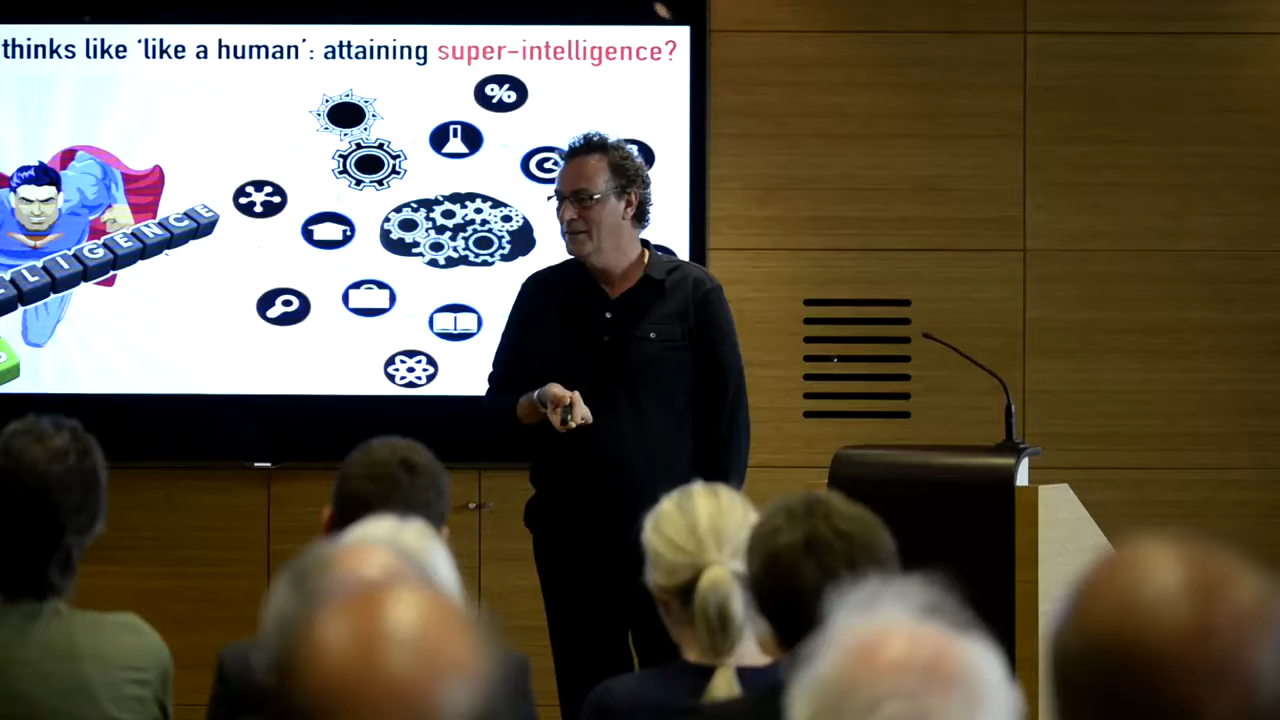 thinks like ‘like a human’: attaining super-intelligence?
LLIGENCE
%